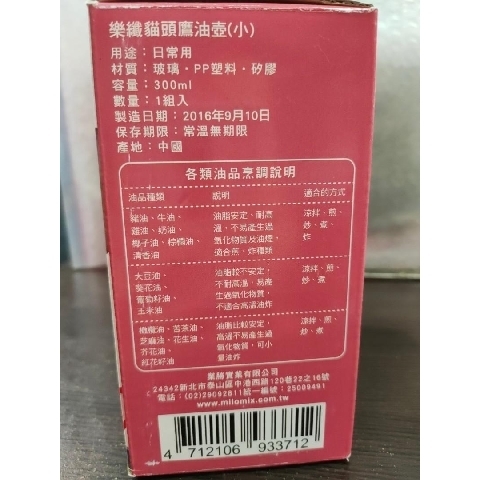 樂纖貓頭鷹油壺(小)
用途：日常用
材質：玻璃・PP塑料・矽膠
容量：300ml
數量：1組入
製造日期：2016年9月10日
保存期限：常溫無期限
產地：中國
各類油品烹調說明
油品種類 說明 適合的方式
豬油、牛油、 油脂安定、耐高 涼拌、煎、
雞油、奶油、 溫，不易產生過 炒、煮、
椰子油、棕櫚油、 氧化物質及油煙， 炸
清香油 適合煎、炸種類
大豆油、 油脂較不安定， 涼拌、煎、
葵花油、 不耐高溫，易產 炒、煮
葡萄籽油、 生過氧化物質，
玉米油 不適合高溫油炸
橄欖油、苦茶油、 油脂比較安定， 涼拌、煎、
芝麻油、花生油、 高溫不易產生過 炒、煮
芥花油、 氧化物質，可小
紅花籽油 量油炸
業勝實業有限公司
24342新北市泰山區中港西路120巷22之16號
電話：(02)29092811 統一編號：25009491
www.milomix.com
4 712106 933712